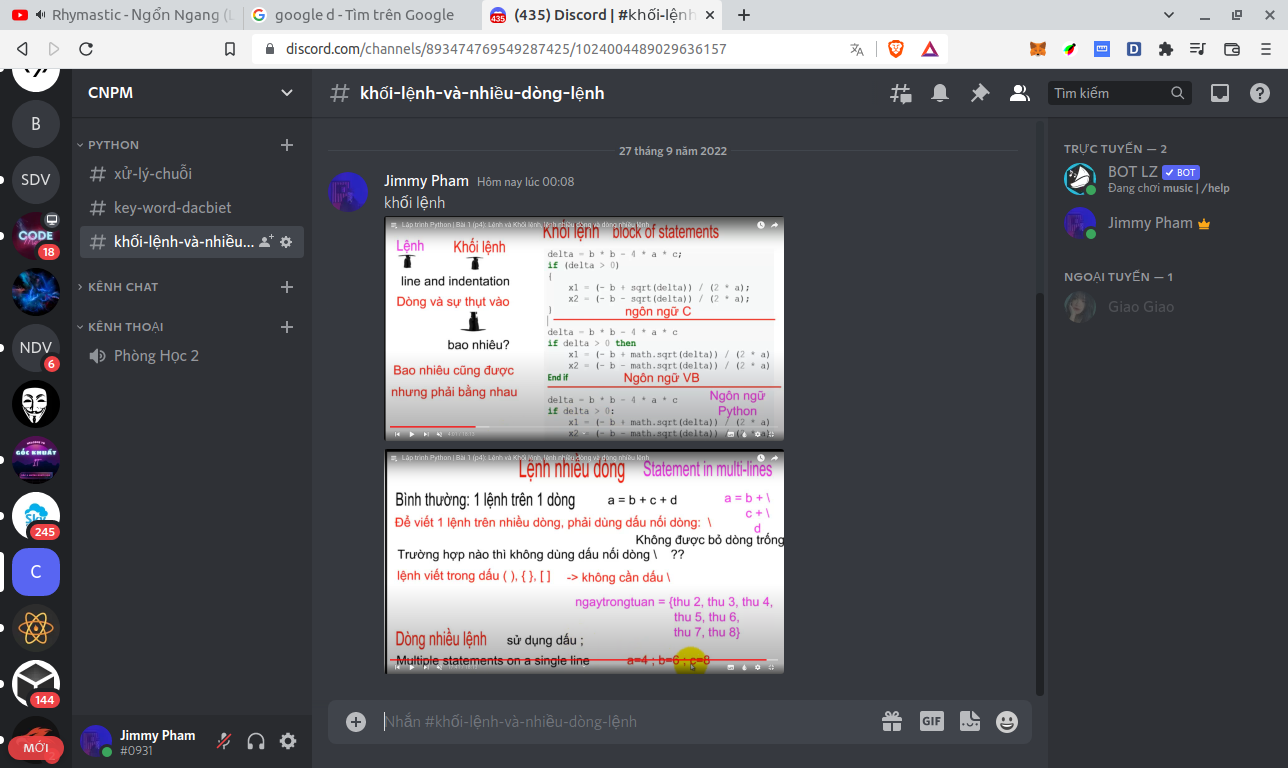 Rhymastic - Ngổn Ngang (L
google d - Tìm trên Google
(435) Discord | #khối-lệnh
discord.com/channels/893474769549287425/1024004489029636157
B
SDV
CODE
18
NDV
6
GÓC KHUẤT
Sky
245
C
144
MỚI
CNPM
PYTHON
xử-lý-chuỗi
key-word-dacbiet
khối-lệnh-và-nhiều...
KÊNH CHAT
KÊNH THOẠI
Phòng Học 2
Jimmy Pham
#0931
khối-lệnh-và-nhiều-dòng-lệnh
Tìm kiếm
27 tháng 9 năm 2022
Jimmy Pham Hôm nay lúc 00:08
khối lệnh
Lập trình Python | Bài 1 (p4): Lệnh và Khối lệnh, lệnh nhiều dòng và dòng nhiều lệnh
Lệnh Khối lệnh
line and indentation
Dòng và sự thụt vào
bao nhiêu?
Bao nhiêu cũng được
nhưng phải bằng nhau
Khối lệnh block of statements
delta = b * b - 4 * a * c;
if (delta > 0)
{
x1 = (- b + sqrt(delta)) / (2 * a);
x2 = (- b - sqrt(delta)) / (2 * a);
}
ngôn ngữ C
delta = b * b - 4 * a * c
if delta > 0 then
x1 = (- b + math.sqrt(delta)) / (2 * a)
x2 = (- b - math.sqrt(delta)) / (2 * a)
End if Ngôn ngữ VB
delta = b * b - 4 * a * c
if delta > 0:
x1 = (- b + math.sqrt(delta)) / (2 * a)
x2 = (- b - math.sqrt(delta)) / (2 * a)
Ngôn ngữ
Python
Lập trình Python | Bài 1 (p4): Lệnh và Khối lệnh, lệnh nhiều dòng và dòng nhiều lệnh
Lệnh nhiều dòng Statement in multi-lines
Bình thường: 1 lệnh trên 1 dòng a = b + c + d
a = b + \
c + \
d
Để viết 1 lệnh trên nhiều dòng, phải dùng dấu nối dòng: \
Không được bỏ dòng trống
Trường hợp nào thì không dùng dấu nối dòng \ ??
lệnh viết trong dấu ( ), { }, [ ] -> không cần dấu \
ngaytrongtuan = {thu 2, thu 3, thu 4,
thu 5, thu 6,
thu 7, thu 8}
Dòng nhiều lệnh sử dụng dấu ;
Multiple statements on a single line a=4 ; b=6 ; c=8
Nhắn #khối-lệnh-và-nhiều-dòng-lệnh
GIF
TRỰC TUYẾN — 2
BOT LZ BOT
Đang chơi music | /help
Jimmy Pham
NGOẠI TUYẾN — 1
Giao Giao